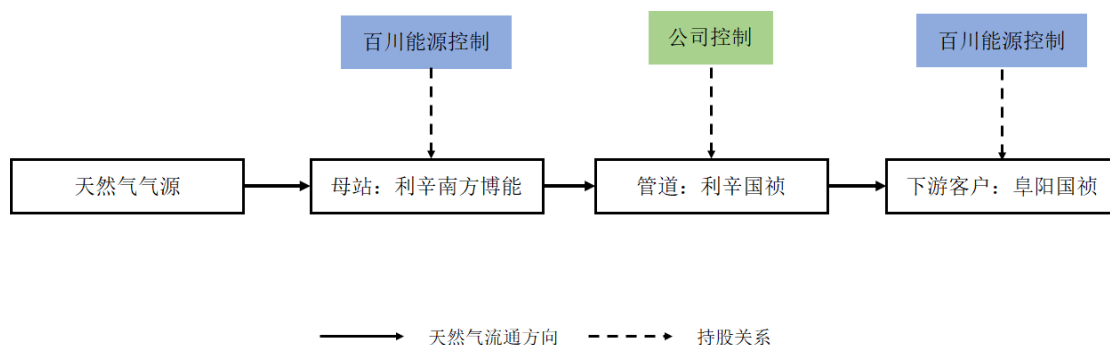 百川能源控制
公司控制
百川能源控制
天然气气源
母站：利辛南方博能
管道：利辛国祯
下游客户：阜阳国祯
天然气流通方向
持股关系